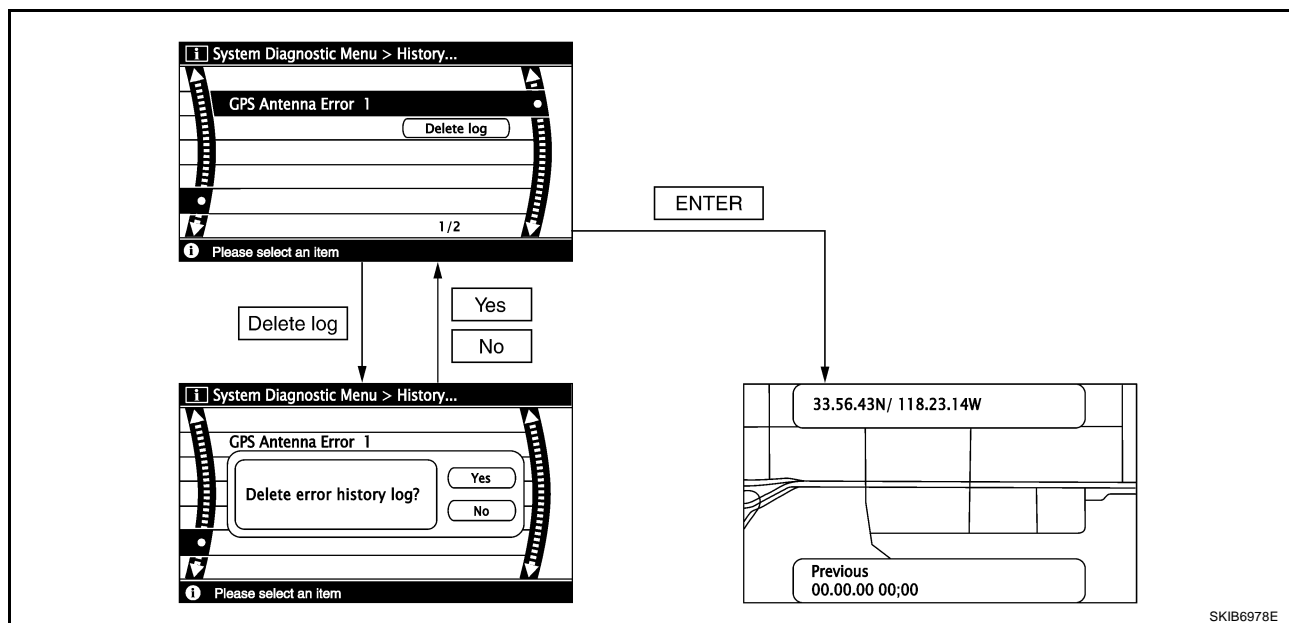 i System Diagnostic Menu > History...
GPS Antenna Error 1
Delete log
1/2
i Please select an item
ENTER
Delete log
Yes
No
i System Diagnostic Menu > History...
GPS Antenna Error 1
Delete error history log?
Yes
No
i Please select an item
33.56.43N/ 118.23.14W
Previous
00.00.00 00;00
SKIB6978E